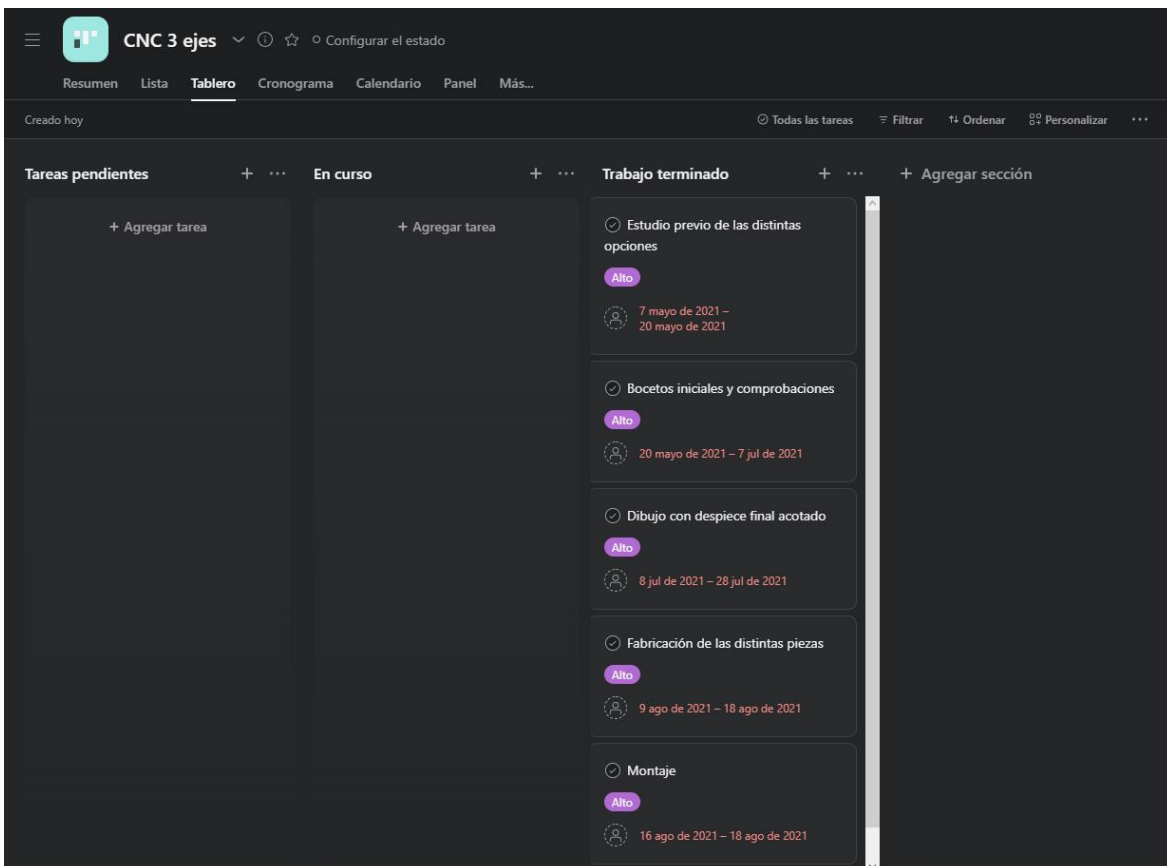 CNC 3 ejes
Configurar el estado
Resumen Lista Tablero Cronograma Calendario Panel Más...
Creado hoy
Todas las tareas Filtrar Ordenar Personalizar
Tareas pendientes
+ Agregar tarea
En curso
+ Agregar tarea
Trabajo terminado
Estudio previo de las distintas
opciones
Alto
7 mayo de 2021 –
20 mayo de 2021
Bocetos iniciales y comprobaciones
Alto
20 mayo de 2021 – 7 jul de 2021
Dibujo con despiece final acotado
Alto
8 jul de 2021 – 28 jul de 2021
Fabricación de las distintas piezas
Alto
9 ago de 2021 – 18 ago de 2021
Montaje
Alto
16 ago de 2021 – 18 ago de 2021
+ Agregar sección